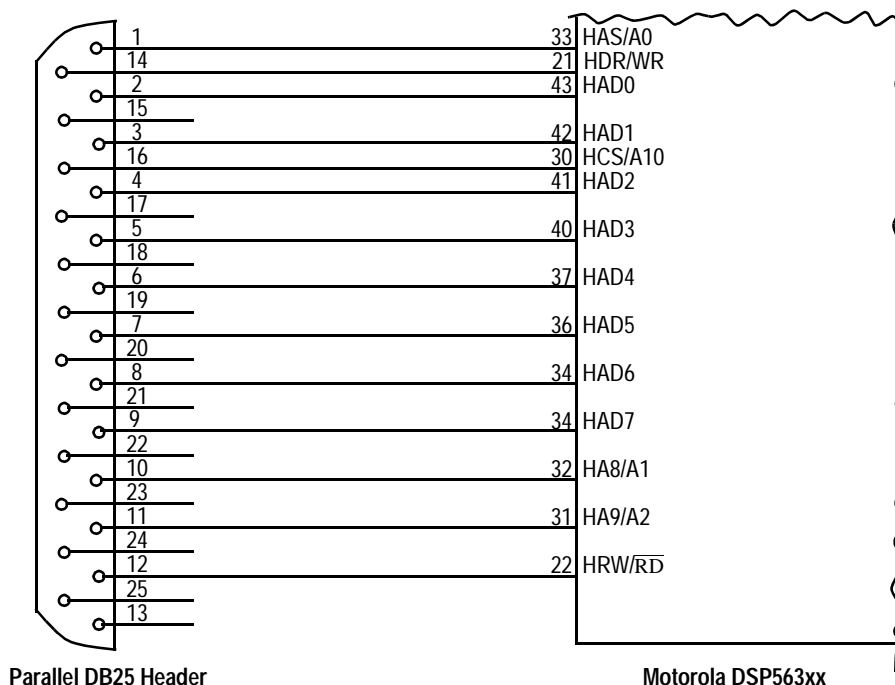 1 33 HAS/A0
14 21 HDR/WR
2 43 HAD0
15
3 42 HAD1
16 30 HCS/A10
4 41 HAD2
17
5 40 HAD3
18
6 37 HAD4
19
7 36 HAD5
20
8 34 HAD6
21
9 34 HAD7
22
10 32 HA8/A1
23
11 31 HA9/A2
24
12 22 HRW/R̅D̅
25
13
Parallel DB25 Header Motorola DSP563xx